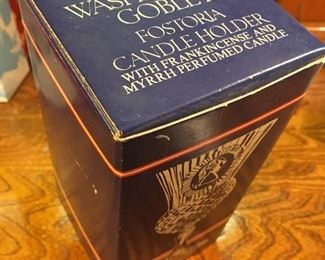 GOBLET
FOSTORIA
CANDLE HOLDER
WITH FRANKINCENSE AND
MYRRH PERFUMED CANDLE